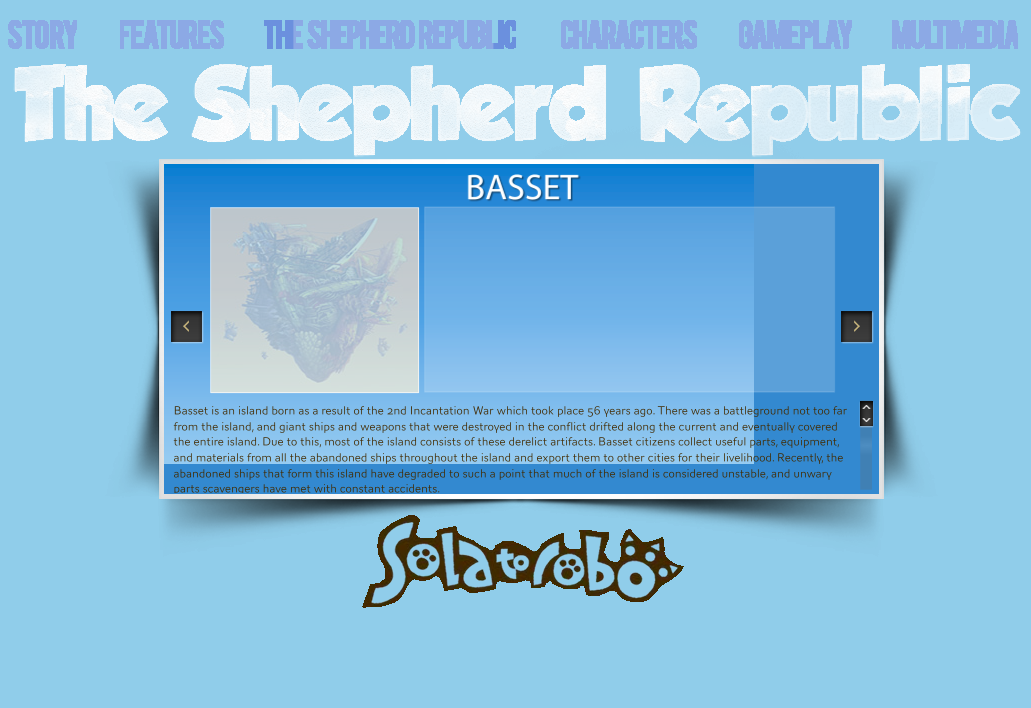 STORY FEATURES THE SHEPHERD REPUBLIC CHARACTERS GAMEPLAY MULTIMEDIA
The Shepherd Republic
BASSET
Basset is an island born as a result of the 2nd Incantation War which took place 56 years ago. There was a battleground not too far
from the island, and giant ships and weapons that were destroyed in the conflict drifted along the current and eventually covered
the entire island. Due to this, most of the island consists of these derelict artifacts. Basset citizens collect useful parts, equipment,
and materials from all the abandoned ships throughout the island and export them to other cities for their livelihood. Recently, the
abandoned ships that form this island have degraded to such a point that much of the island is considered unstable, and unwary
parts scavengers have met with constant accidents.
Solatorobo